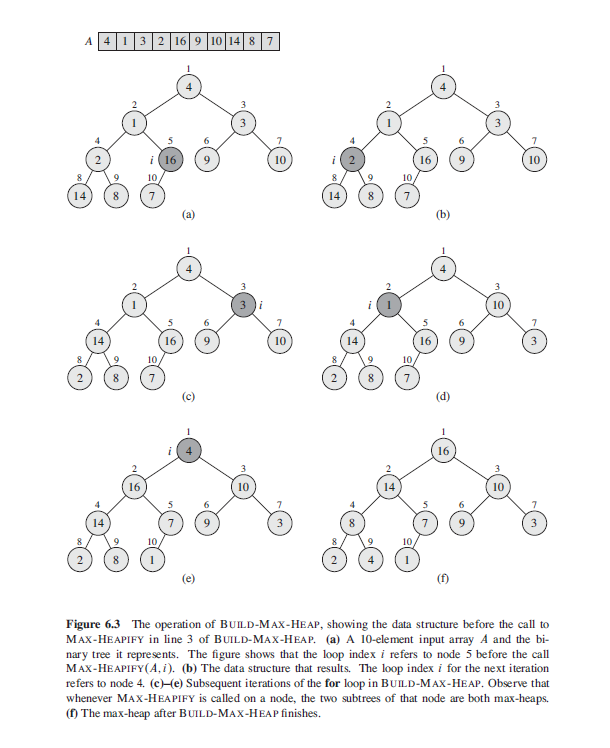 A 4 1 3 2 16 9 10 14 8 7
1 1
4 4
2 3 2 3
1 3 1 3
4 5 6 7 4 5 6 7
2 i 16 9 10 i 2 16 9 10
8 9 10 8 9 10
14 8 7 14 8 7
(a) (b)
1 1
4 4
2 3 2 3
1 3 i i 1 10
4 5 6 7 4 5 6 7
14 16 9 10 14 16 9 3
8 9 10 8 9 10
2 8 7 2 8 7
(c) (d)
1 1
i 4 16
2 3 2 3
16 10 14 10
4 5 6 7 4 5 6 7
14 7 9 3 8 7 9 3
8 9 10 8 9 10
2 8 1 2 4 1
(e) (f)
Figure 6.3 The operation of BUILD-MAX-HEAP, showing the data structure before the call to
MAX-HEAPIFY in line 3 of BUILD-MAX-HEAP. (a) A 10-element input array A and the bi-
nary tree it represents. The figure shows that the loop index i refers to node 5 before the call
MAX-HEAPIFY(A, i). (b) The data structure that results. The loop index i for the next iteration
refers to node 4. (c)–(e) Subsequent iterations of the for loop in BUILD-MAX-HEAP. Observe that
whenever MAX-HEAPIFY is called on a node, the two subtrees of that node are both max-heaps.
(f) The max-heap after BUILD-MAX-HEAP finishes.